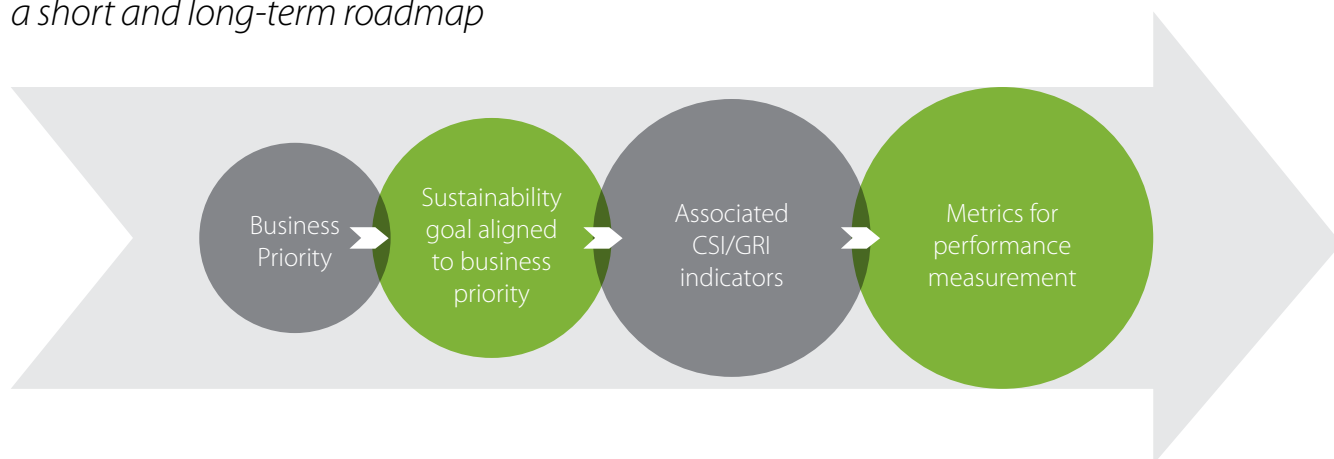 a short and long-term roadmap
Business
Priority
Sustainability
goal aligned
to business
priority
Associated
CSI/GRI
indicators
Metrics for
performance
measurement